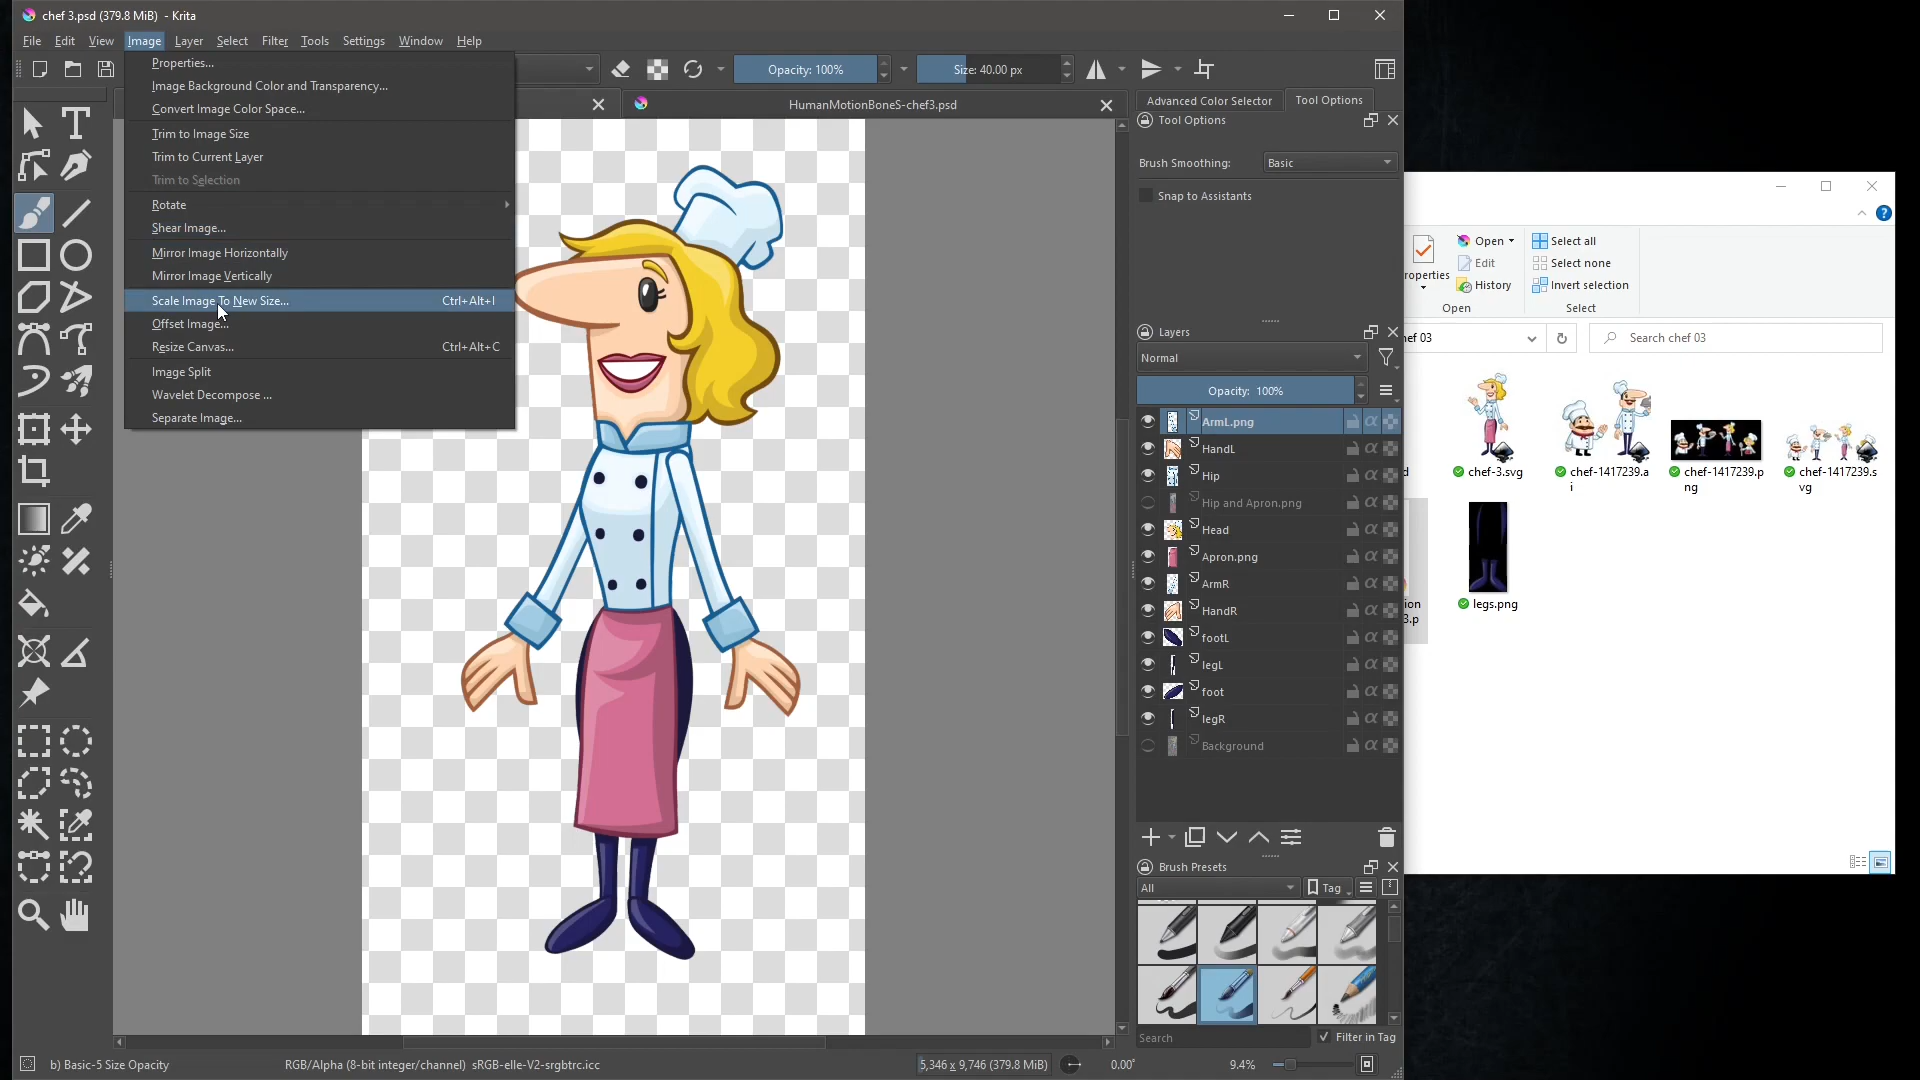 chef 3.psd (379.8 MiB) - Krita
File Edit View Image Layer Select Filter Tools Settings Window Help
Opacity: 100%
Size: 40.00 px
Properties...
Image Background Color and Transparency...
Convert Image Color Space...
Trim to Image Size
Trim to Current Layer
Trim to Selection
Rotate
Shear Image...
Mirror Image Horizontally
Mirror Image Vertically
Scale Image To New Size... Ctrl+Alt+I
Offset Image...
Resize Canvas... Ctrl+Alt+C
Image Split
Wavelet Decompose ...
Separate Image...
HumanMotionBoneS-chef3.psd
Advanced Color Selector
Tool Options
Tool Options
Brush Smoothing: Basic
Snap to Assistants
Layers
Normal
Opacity: 100%
ArmL.png
HandL
Hip
Hip and Apron.png
Head
Apron.png
ArmR
HandR
footL
legL
foot
legR
Background
Brush Presets
All
Tag
Search
Filter in Tag
b) Basic-5 Size Opacity
RGB/Alpha (8-bit integer/channel) sRGB-elle-V2-srgbtrc.icc
5,346 x 9,746 (379.8 MiB)
0.00°
9.4%
roperties
Open
Edit
History
Open
Select all
Select none
Invert selection
Select
nef 03
Search chef 03
d
chef-3.svg
chef-1417239.a
i
chef-1417239.p
ng
chef-1417239.s
vg
ion
3.p
legs.png